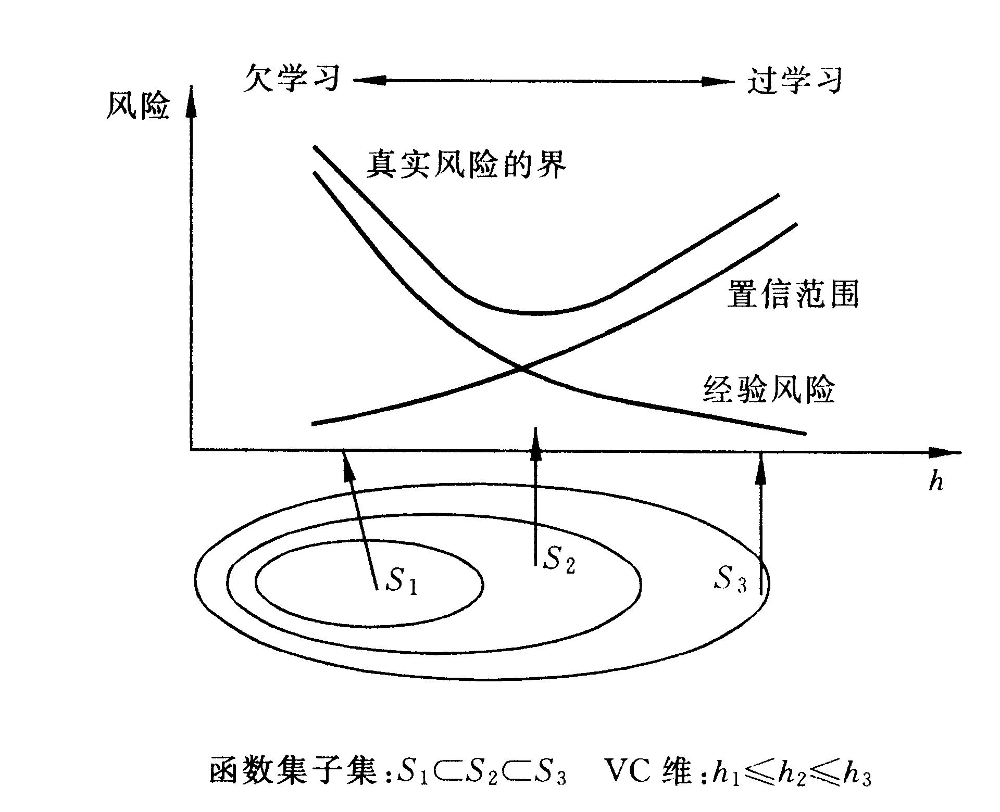 欠学习
过学习
风险
真实风险的界
置信范围
经验风险
h
S₁
S₂
S₃
函数集子集:S₁⊂S₂⊂S₃ VC 维:h₁≤h₂≤h₃